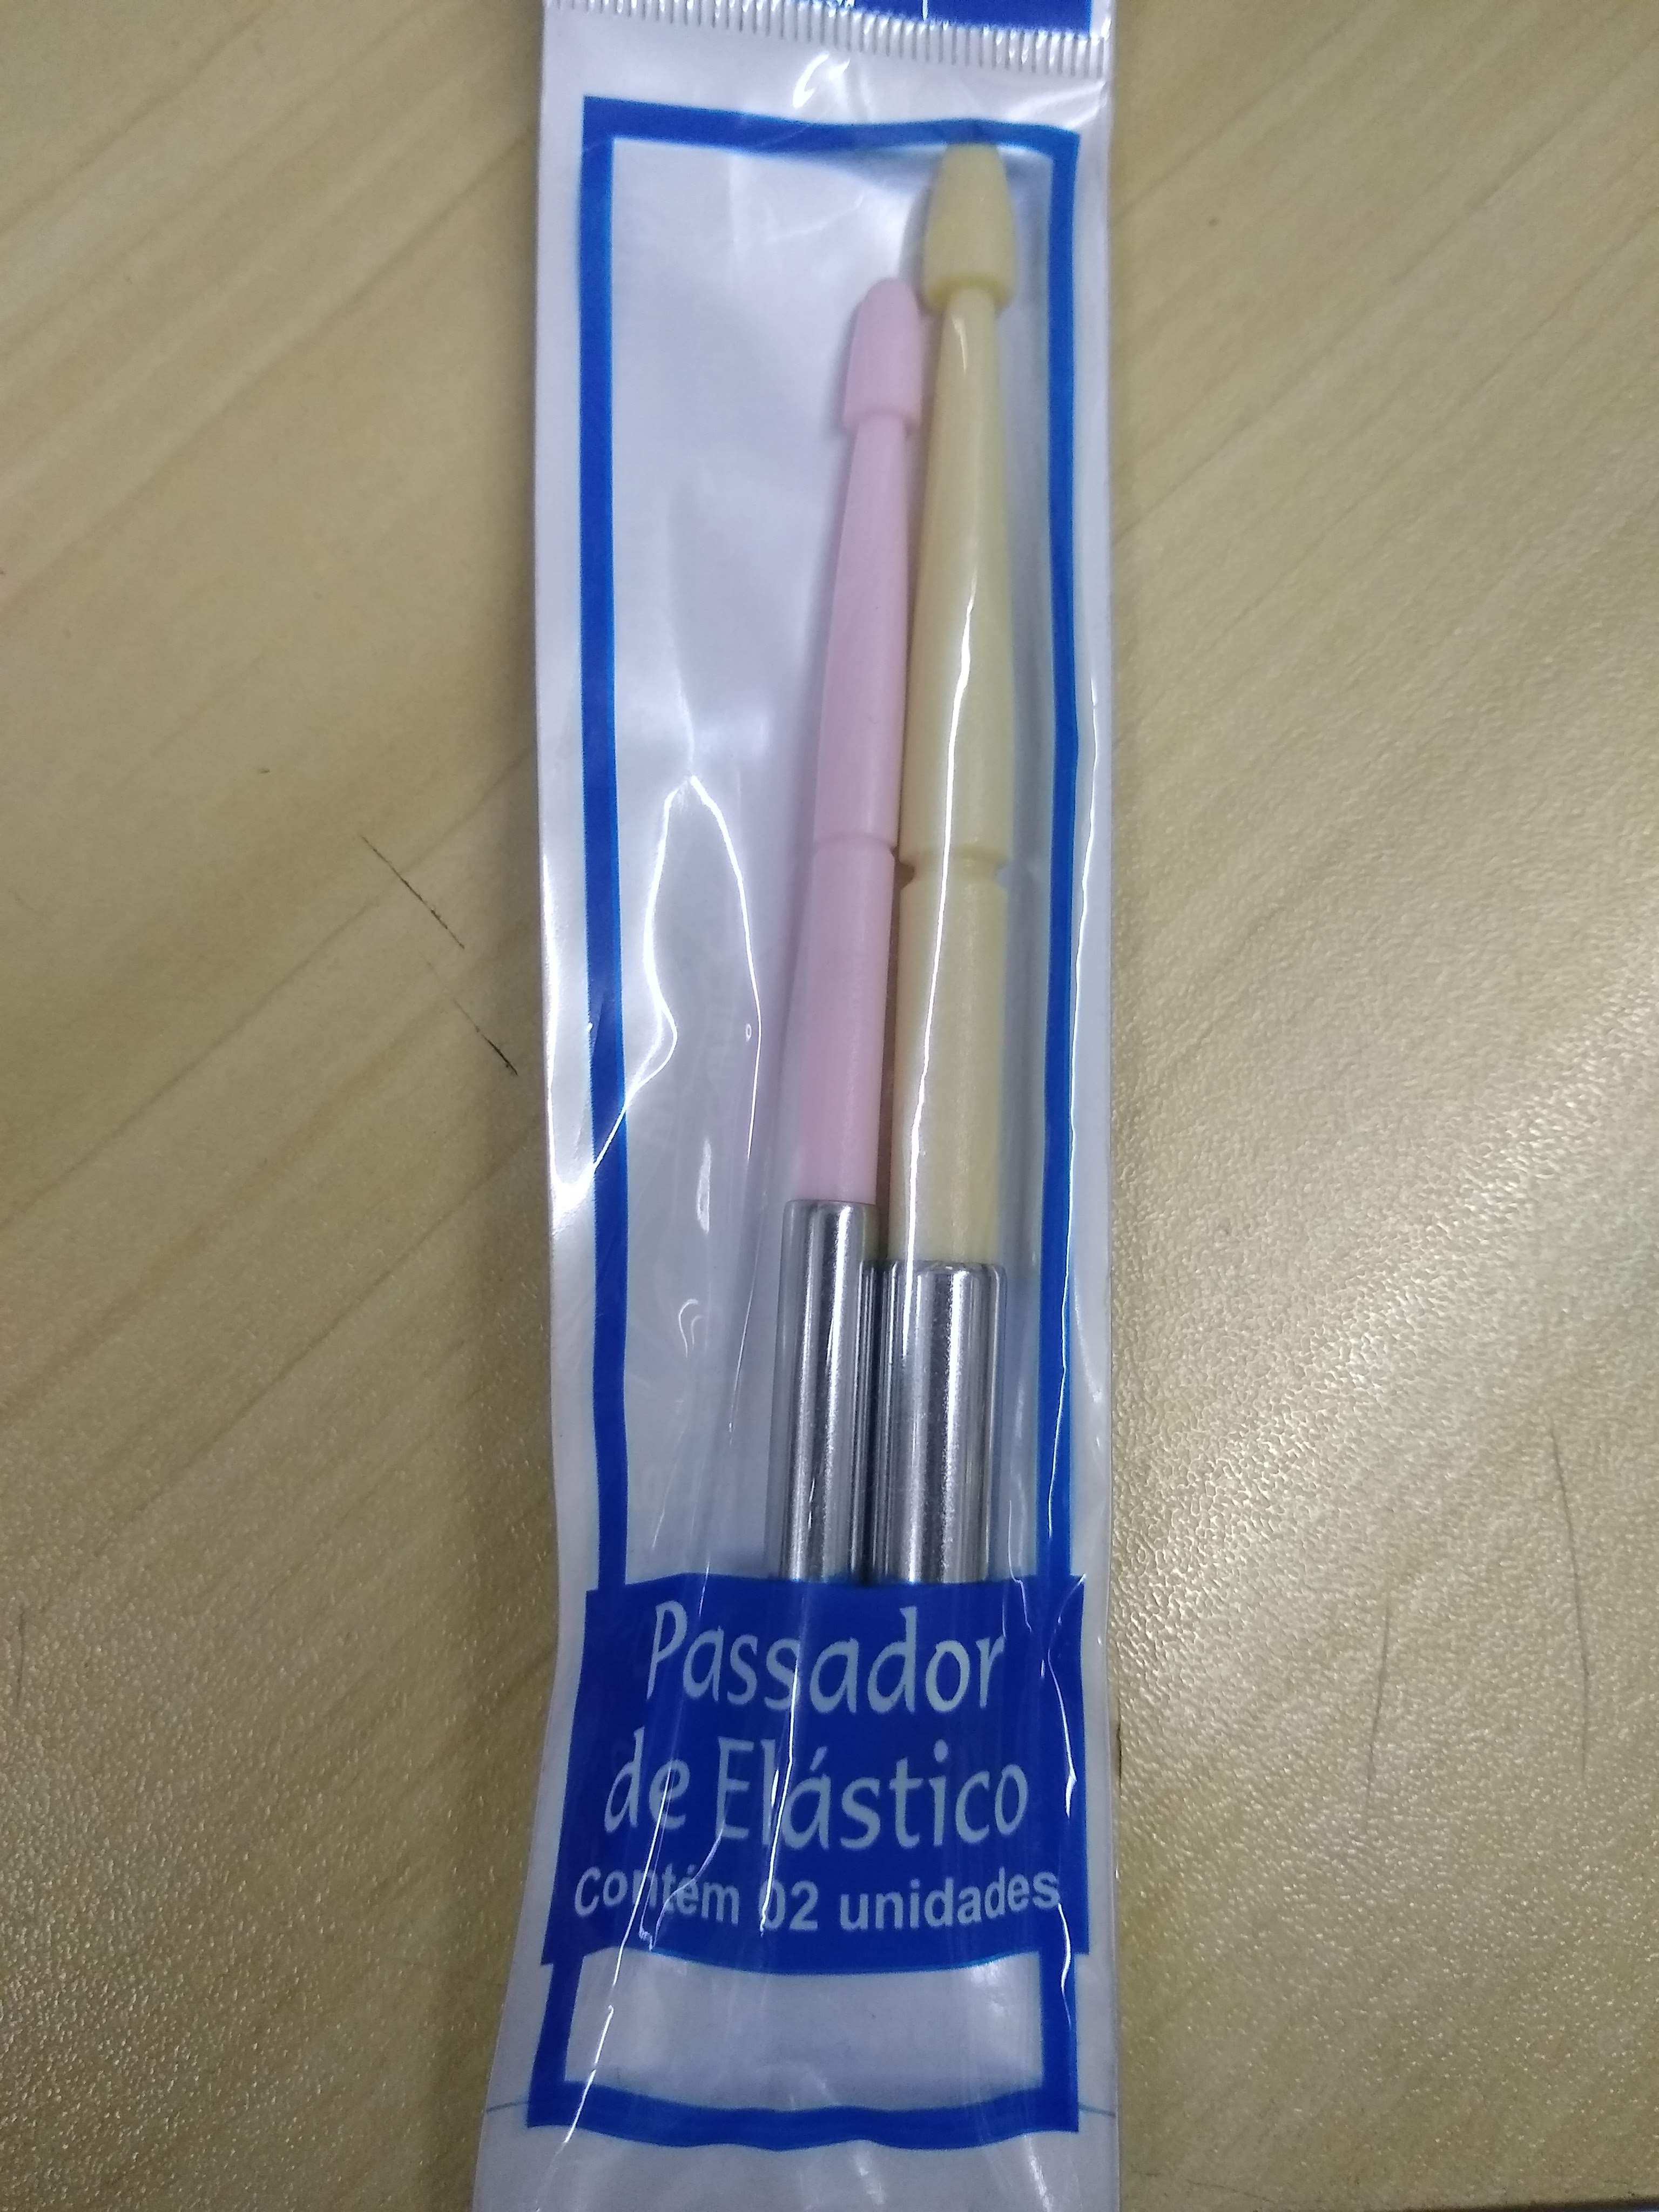 Passador
de Elástico
Contém 02 unidades